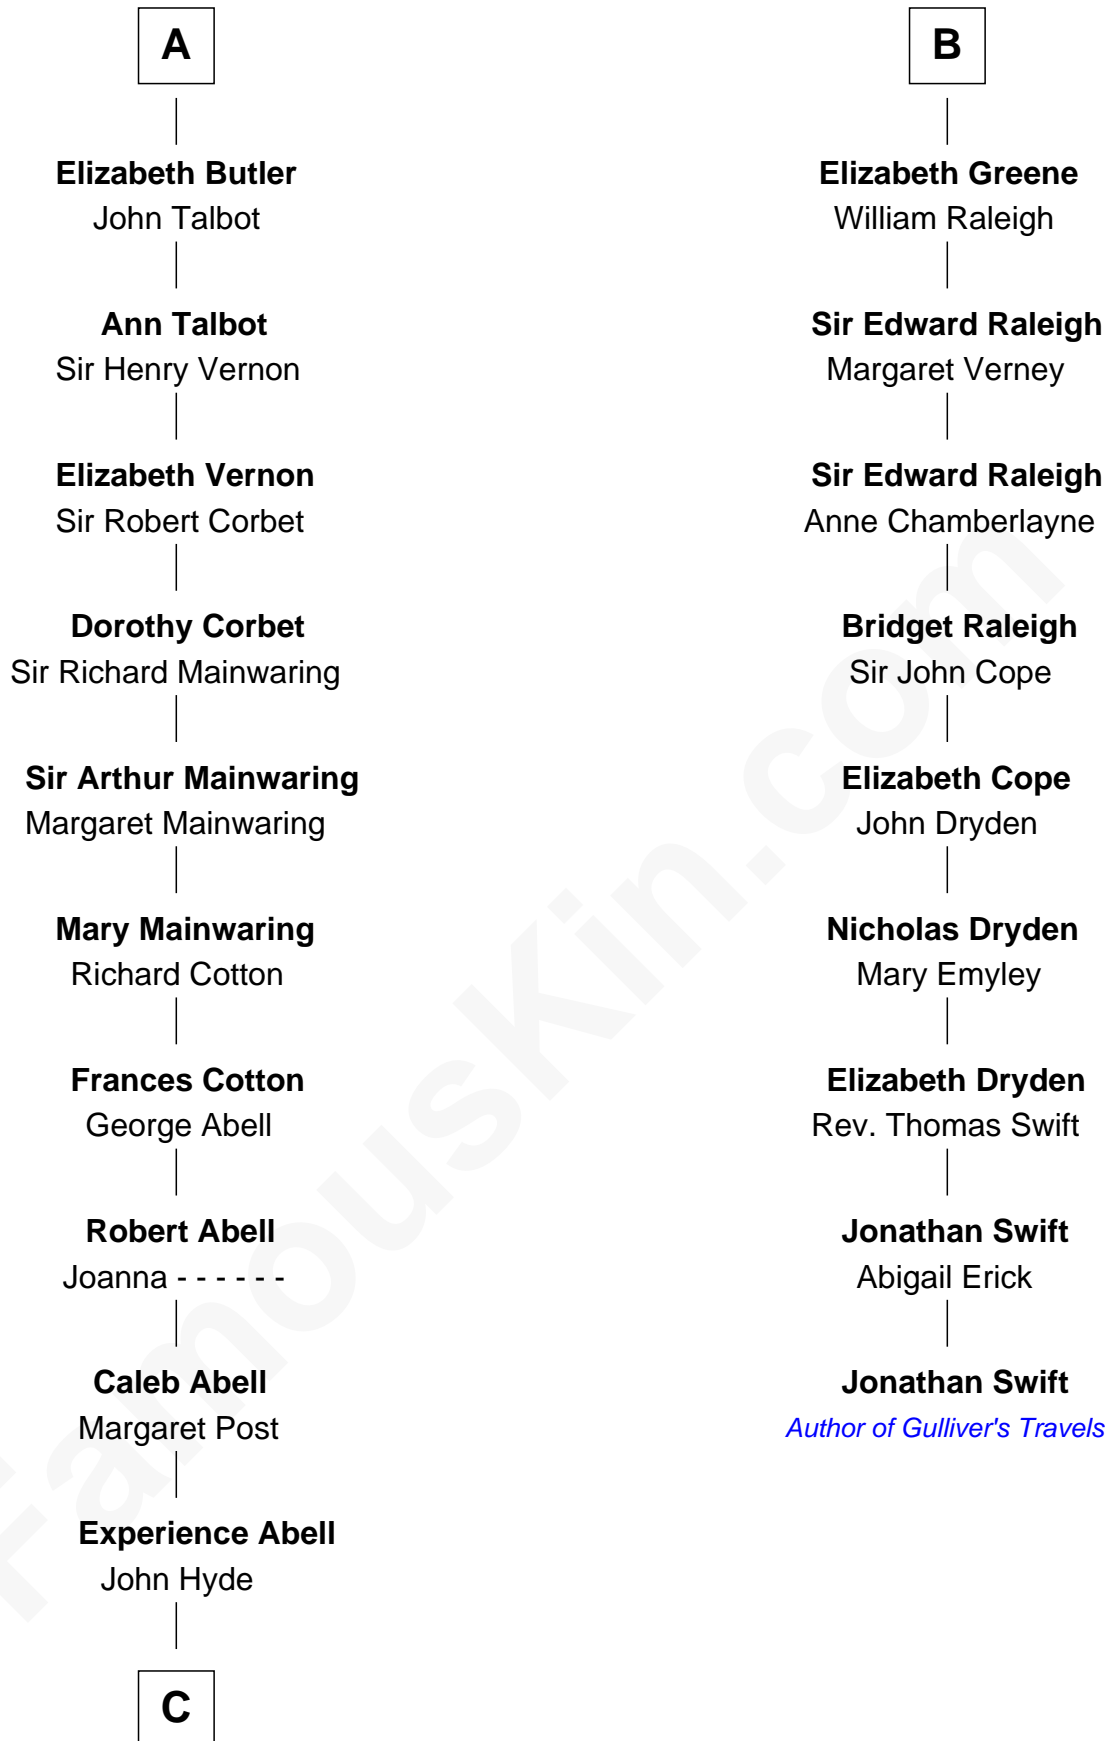 A
Elizabeth Butler
John Talbot
Ann Talbot
Sir Henry Vernon
Elizabeth Vernon
Sir Robert Corbet
Dorothy Corbet
Sir Richard Mainwaring
Sir Arthur Mainwaring
Margaret Mainwaring
Mary Mainwaring
Richard Cotton
Frances Cotton
George Abell
Robert Abell
Joanna - - - - - -
Caleb Abell
Margaret Post
Experience Abell
John Hyde
C
B
Elizabeth Greene
William Raleigh
Sir Edward Raleigh
Margaret Verney
Sir Edward Raleigh
Anne Chamberlayne
Bridget Raleigh
Sir John Cope
Elizabeth Cope
John Dryden
Nicholas Dryden
Mary Emyley
Elizabeth Dryden
Rev. Thomas Swift
Jonathan Swift
Abigail Erick
Jonathan Swift
Author of Gulliver's Travels
FamousKin.com